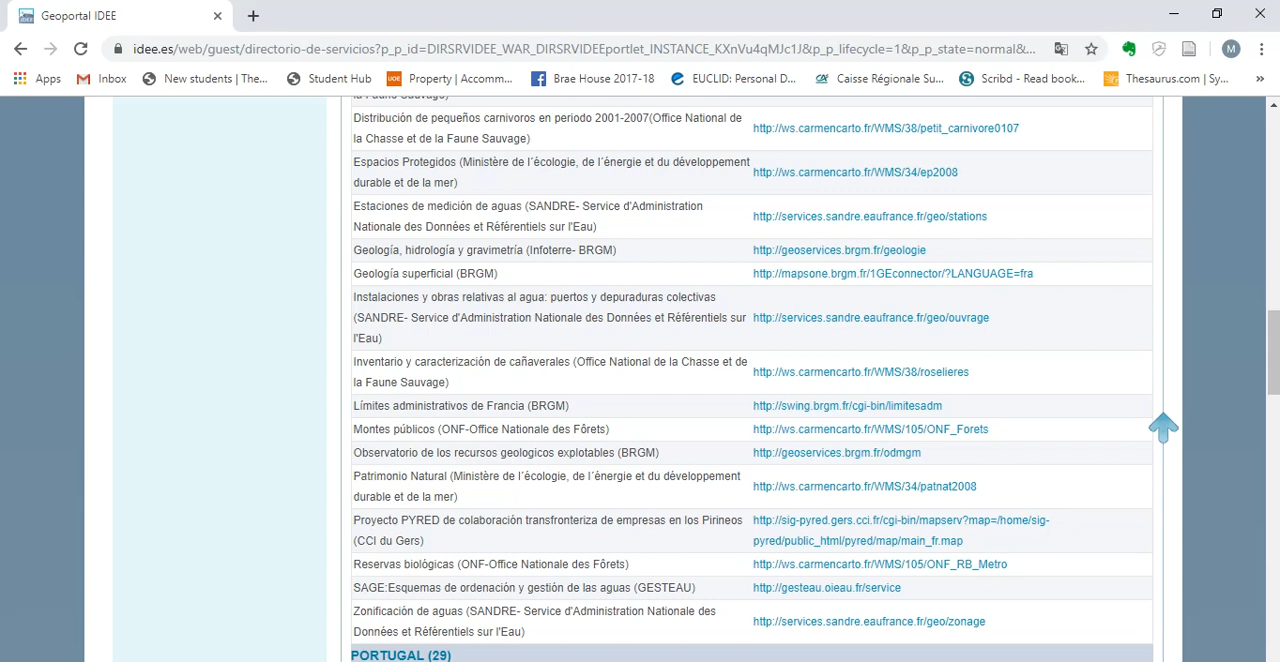 Geoportal IDEE
idee.es/web/guest/directorio-de-servicios?p_p_id=DIRSRVIDEE_WAR_DIRSRVIDEEportlet_INSTANCE_KXnVu4qMJc1J&p_p_lifecycle=1&p_p_state=normal&...
M
Apps Inbox New students | The... Student Hub UOE Property | Accomm... Brae House 2017-18 EUCLID: Personal D... Caisse Régionale Su... Scribd - Read book... Thesaurus.com | Sy... »
la Faune Sauvage)
Distribución de pequeños carnivoros en periodo 2001-2007(Office National de
la Chasse et de la Faune Sauvage)
http://ws.carmencarto.fr/WMS/38/petit_carnivore0107
Espacios Protegidos (Ministère de l´écologie, de l´énergie et du développement
durable et de la mer)
http://ws.carmencarto.fr/WMS/34/ep2008
Estaciones de medición de aguas (SANDRE- Service d'Administration
Nationale des Données et Référentiels sur l'Eau)
http://services.sandre.eaufrance.fr/geo/stations
Geología, hidrología y gravimetría (Infoterre- BRGM) http://geoservices.brgm.fr/geologie
Geología superficial (BRGM) http://mapsone.brgm.fr/1GEconnector/?LANGUAGE=fra
Instalaciones y obras relativas al agua: puertos y depuraduras colectivas
(SANDRE- Service d'Administration Nationale des Données et Référentiels sur
l'Eau)
http://services.sandre.eaufrance.fr/geo/ouvrage
Inventario y caracterización de cañaverales (Office National de la Chasse et de
la Faune Sauvage)
http://ws.carmencarto.fr/WMS/38/roselieres
Límites administrativos de Francia (BRGM) http://swing.brgm.fr/cgi-bin/limitesadm
Montes públicos (ONF-Office Nationale des Fôrets) http://ws.carmencarto.fr/WMS/105/ONF_Forets
Observatorio de los recursos geologicos explotables (BRGM) http://geoservices.brgm.fr/odmgm
Patrimonio Natural (Ministère de l´écologie, de l´énergie et du développement
durable et de la mer)
http://ws.carmencarto.fr/WMS/34/patnat2008
Proyecto PYRED de colaboración transfronteriza de empresas en los Pirineos
(CCI du Gers)
http://sig-pyred.gers.cci.fr/cgi-bin/mapserv?map=/home/sig-
pyred/public_html/pyred/map/main_fr.map
Reservas biológicas (ONF-Office Nationale des Fôrets) http://ws.carmencarto.fr/WMS/105/ONF_RB_Metro
SAGE:Esquemas de ordenación y gestión de las aguas (GESTEAU) http://gesteau.oieau.fr/service
Zonificación de aguas (SANDRE- Service d'Administration Nationale des
Données et Référentiels sur l'Eau)
http://services.sandre.eaufrance.fr/geo/zonage
PORTUGAL (29)